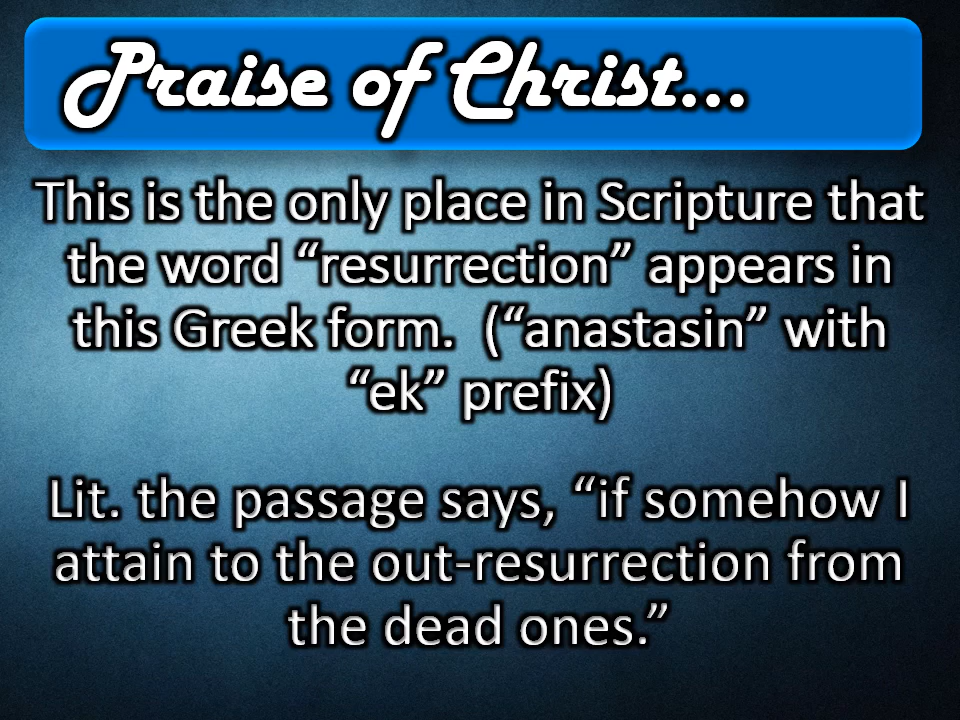 Praise of Christ...
This is the only place in Scripture that
the word “resurrection” appears in
this Greek form.  (“anastasin” with
“ek” prefix)
Lit. the passage says, “if somehow I
attain to the out-resurrection from
the dead ones.”